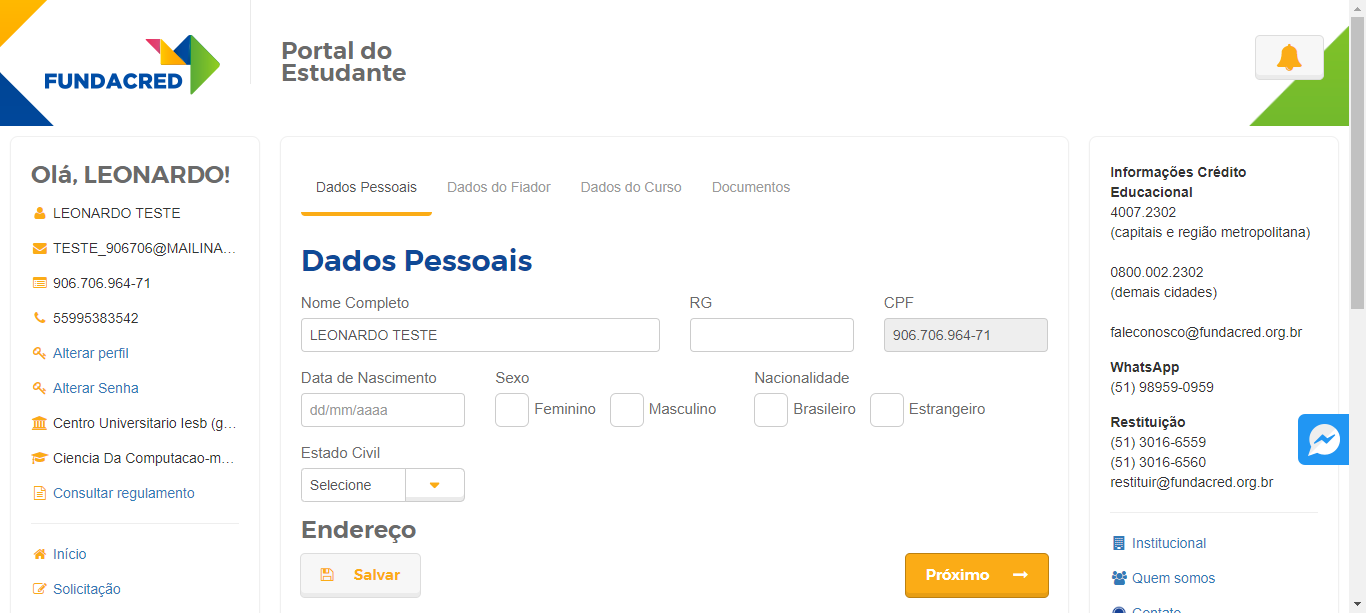 FUNDACRED
Portal do
Estudante
Olá, LEONARDO!
LEONARDO TESTE
TESTE_906706@MAILINA...
906.706.964-71
55995383542
Alterar perfil
Alterar Senha
Centro Universitario Iesb (g...
Ciencia Da Computacao-m...
Consultar regulamento
Início
Solicitação
Dados Pessoais Dados do Fiador Dados do Curso Documentos
Dados Pessoais
Nome Completo RG CPF
LEONARDO TESTE 906.706.964-71
Data de Nascimento Sexo Nacionalidade
dd/mm/aaaa Feminino Masculino Brasileiro Estrangeiro
Estado Civil
Selecione
Endereço
Salvar Próximo
Informações Crédito
Educacional
4007.2302
(capitais e região metropolitana)
0800.002.2302
(demais cidades)
faleconosco@fundacred.org.br
WhatsApp
(51) 98959-0959
Restituição
(51) 3016-6559
(51) 3016-6560
restituir@fundacred.org.br
Institucional
Quem somos
Contato